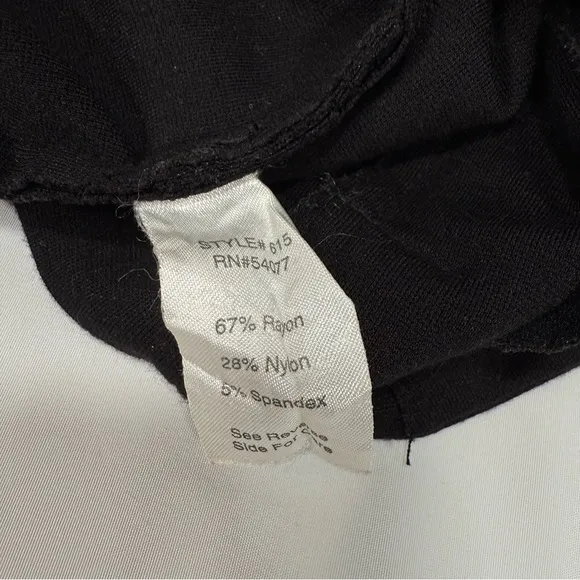 STYLE# 615
RN#54077
67% Rayon
28% Nylon
5% Spandex
See Reverse
Side For Care